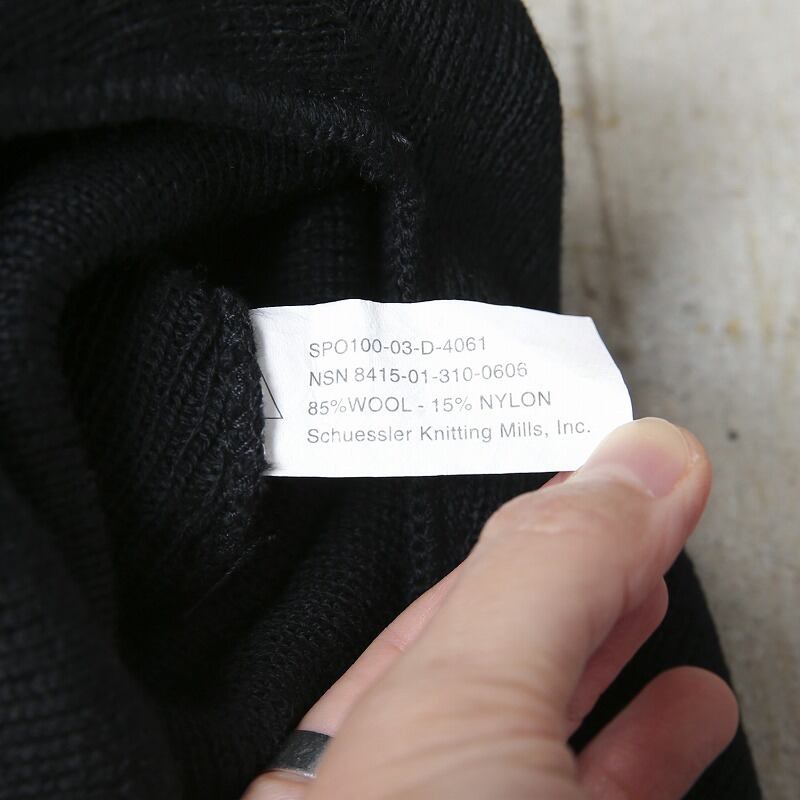 SPO100-03-D-4061
NSN 8415-01-310-0606
85%WOOL - 15% NYLON
Schuessler Knitting Mills, Inc.